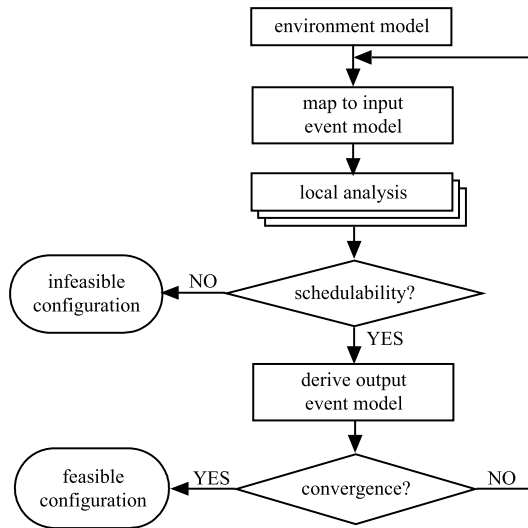 environment model
map to input
event model
local analysis
infeasible
configuration
NO
schedulability?
YES
derive output
event model
feasible
configuration
YES
convergence?
NO